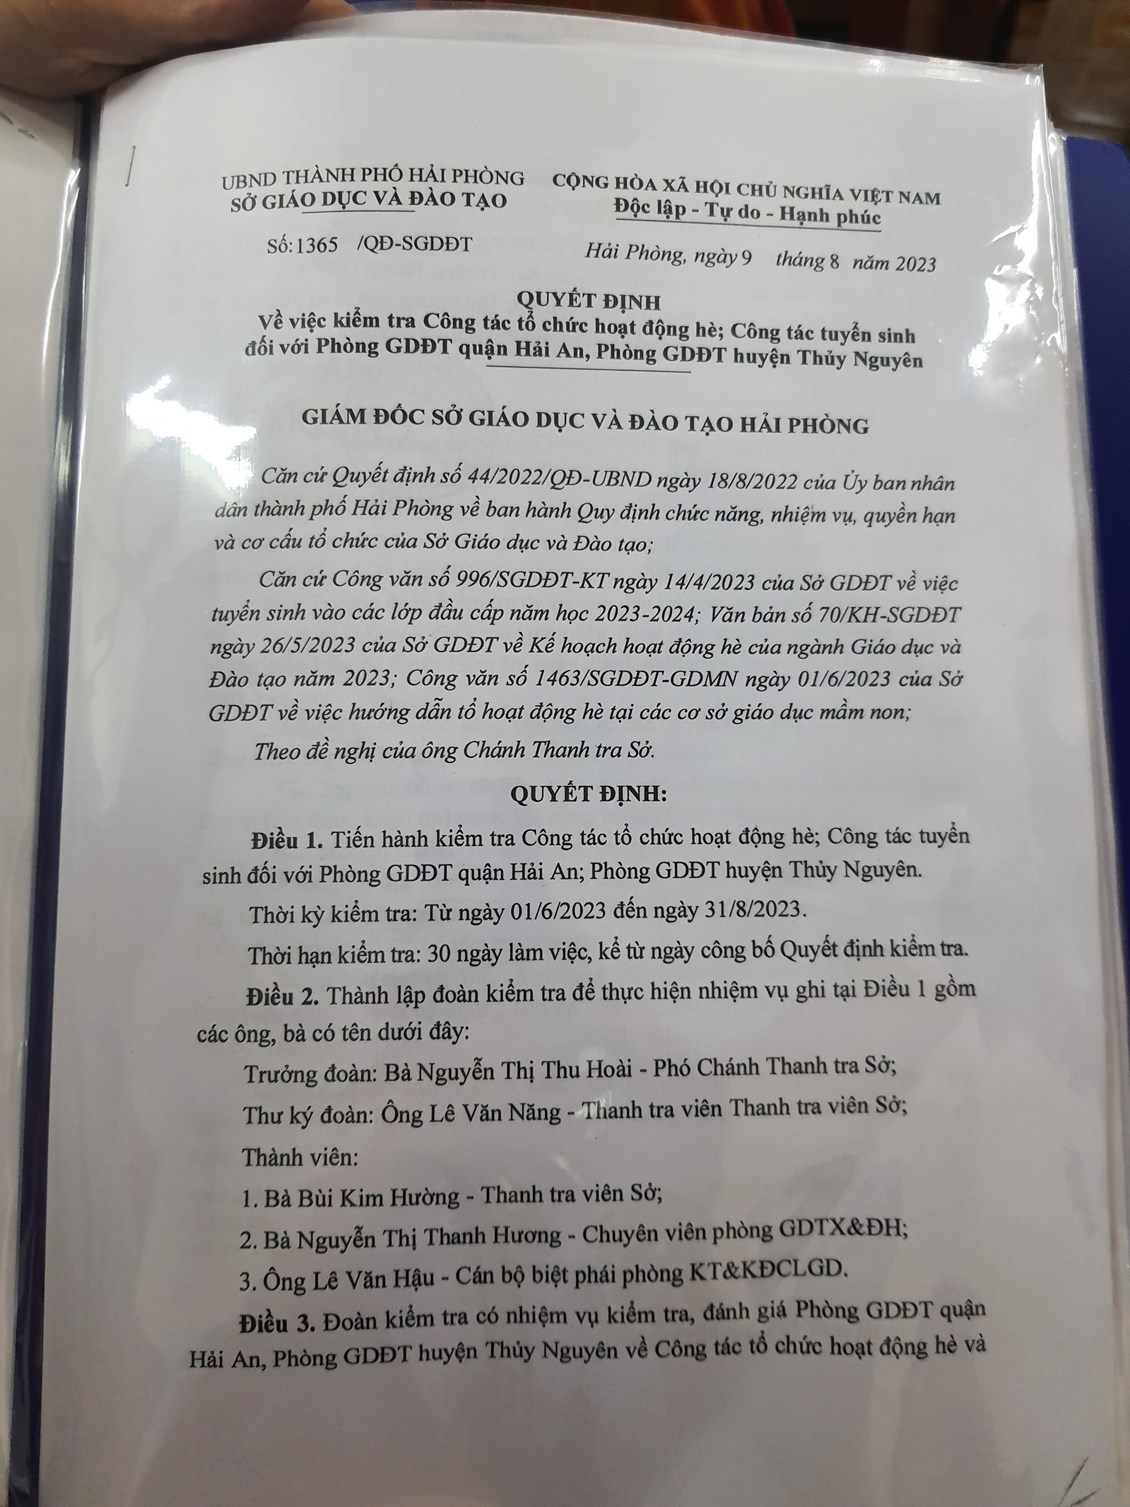 UBND THÀNH PHỐ HẢI PHÒNG
SỞ GIÁO DỤC VÀ ĐÀO TẠO
Số: 1365 /QĐ-SGDĐT
CỘNG HÒA XÃ HỘI CHỦ NGHĨA VIỆT NAM
Độc lập - Tự do - Hạnh phúc
Hải Phòng, ngày 9 tháng 8 năm 2023
QUYẾT ĐỊNH
Về việc kiểm tra Công tác tổ chức hoạt động hè; Công tác tuyển sinh
đối với Phòng GDĐT quận Hải An, Phòng GDĐT huyện Thủy Nguyên
GIÁM ĐỐC SỞ GIÁO DỤC VÀ ĐÀO TẠO HẢI PHÒNG
Căn cứ Quyết định số 44/2022/QĐ-UBND ngày 18/8/2022 của Ủy ban nhân
dân thành phố Hải Phòng về ban hành Quy định chức năng, nhiệm vụ, quyền hạn
và cơ cấu tổ chức của Sở Giáo dục và Đào tạo;
Căn cứ Công văn số 996/SGDĐT-KT ngày 14/4/2023 của Sở GDĐT về việc
tuyển sinh vào các lớp đầu cấp năm học 2023-2024; Văn bản số 70/KH-SGDĐT
ngày 26/5/2023 của Sở GDĐT về Kế hoạch hoạt động hè của ngành Giáo dục và
Đào tạo năm 2023; Công văn số 1463/SGDĐT-GDMN ngày 01/6/2023 của Sở
GDĐT về việc hướng dẫn tổ hoạt động hè tại các cơ sở giáo dục mầm non;
Theo đề nghị của ông Chánh Thanh tra Sở.
QUYẾT ĐỊNH:
Điều 1. Tiến hành kiểm tra Công tác tổ chức hoạt động hè; Công tác tuyển
sinh đối với Phòng GDĐT quận Hải An; Phòng GDĐT huyện Thủy Nguyên.
Thời kỳ kiểm tra: Từ ngày 01/6/2023 đến ngày 31/8/2023.
Thời hạn kiểm tra: 30 ngày làm việc, kể từ ngày công bố Quyết định kiểm tra.
Điều 2. Thành lập đoàn kiểm tra để thực hiện nhiệm vụ ghi tại Điều 1 gồm
các ông, bà có tên dưới đây:
Trưởng đoàn: Bà Nguyễn Thị Thu Hoài - Phó Chánh Thanh tra Sở;
Thư ký đoàn: Ông Lê Văn Năng - Thanh tra viên Thanh tra viên Sở;
Thành viên:
1. Bà Bùi Kim Hường - Thanh tra viên Sở;
2. Bà Nguyễn Thị Thanh Hương - Chuyên viên phòng GDTX&ĐH;
3. Ông Lê Văn Hậu - Cán bộ biệt phái phòng KT&KĐCLGD.
Điều 3. Đoàn kiểm tra có nhiệm vụ kiểm tra, đánh giá Phòng GDĐT quận
Hải An, Phòng GDĐT huyện Thủy Nguyên về Công tác tổ chức hoạt động hè và